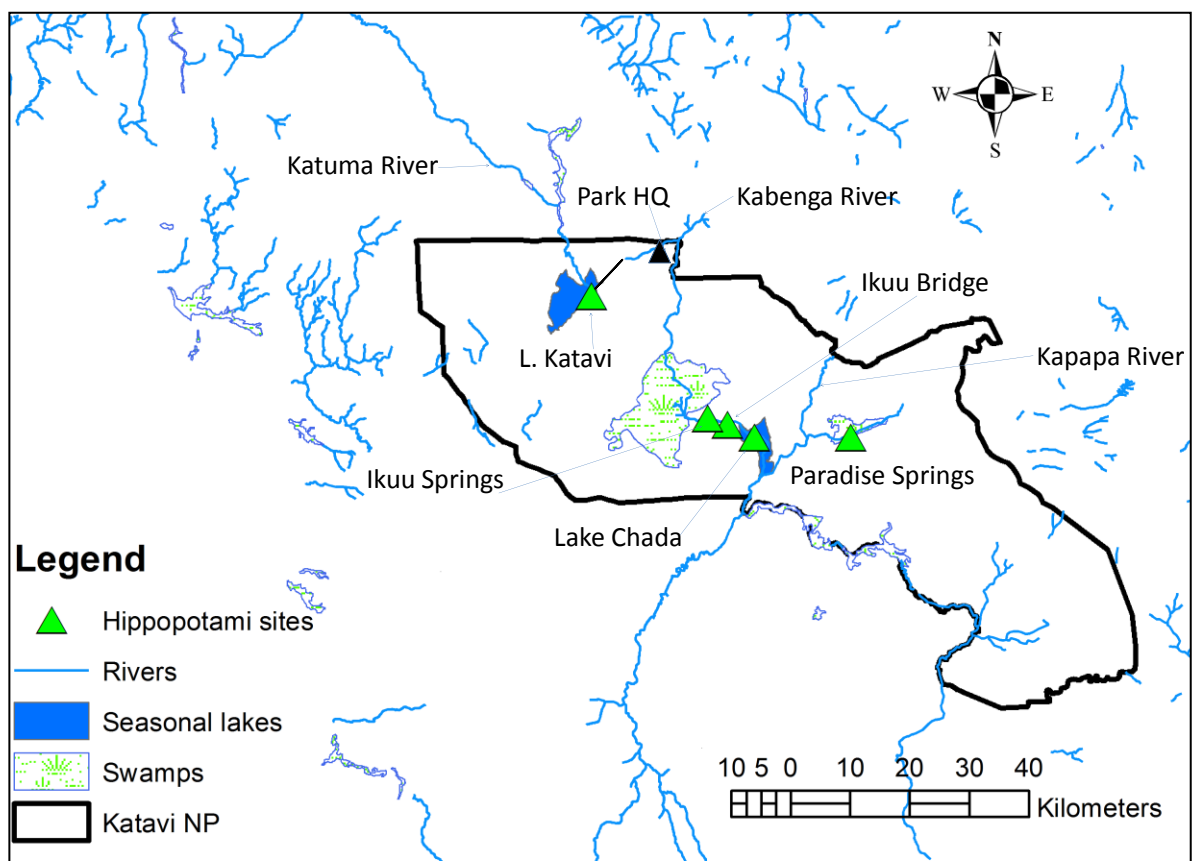 N
W E
S
Katuma River
Park HQ
Kabenga River
Ikuu Bridge
L. Katavi
Kapapa River
Ikuu Springs
Paradise Springs
Lake Chada
Legend
Hippopotami sites
Rivers
Seasonal lakes
Swamps
Katavi NP
10 5 0 10 20 30 40
Kilometers